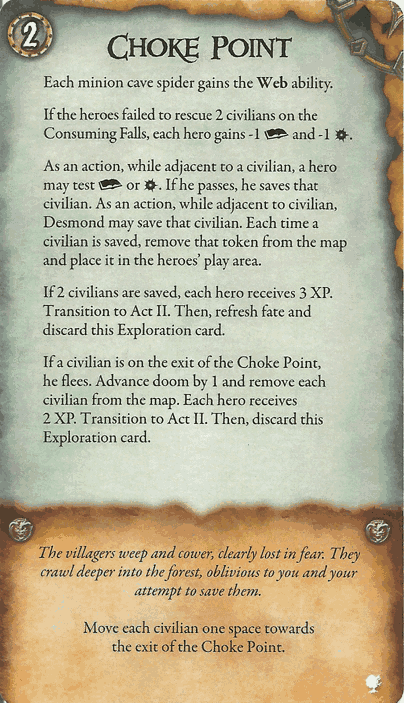 2
CHOKE POINT
Each minion cave spider gains the Web ability.
If the heroes failed to rescue 2 civilians on the
Consuming Falls, each hero gains -1 and -1 .
As an action, while adjacent to a civilian, a hero
may test or . If he passes, he saves that
civilian. As an action, while adjacent to civilian,
Desmond may save that civilian. Each time a
civilian is saved, remove that token from the map
and place it in the heroes' play area.
If 2 civilians are saved, each hero receives 3 XP.
Transition to Act II. Then, refresh fate and
discard this Exploration card.
If a civilian is on the exit of the Choke Point,
he flees. Advance doom by 1 and remove each
civilian from the map. Each hero receives
2 XP. Transition to Act II. Then, discard this
Exploration card.
The villagers weep and cower, clearly lost in fear. They
crawl deeper into the forest, oblivious to you and your
attempt to save them.
Move each civilian one space towards
the exit of the Choke Point.